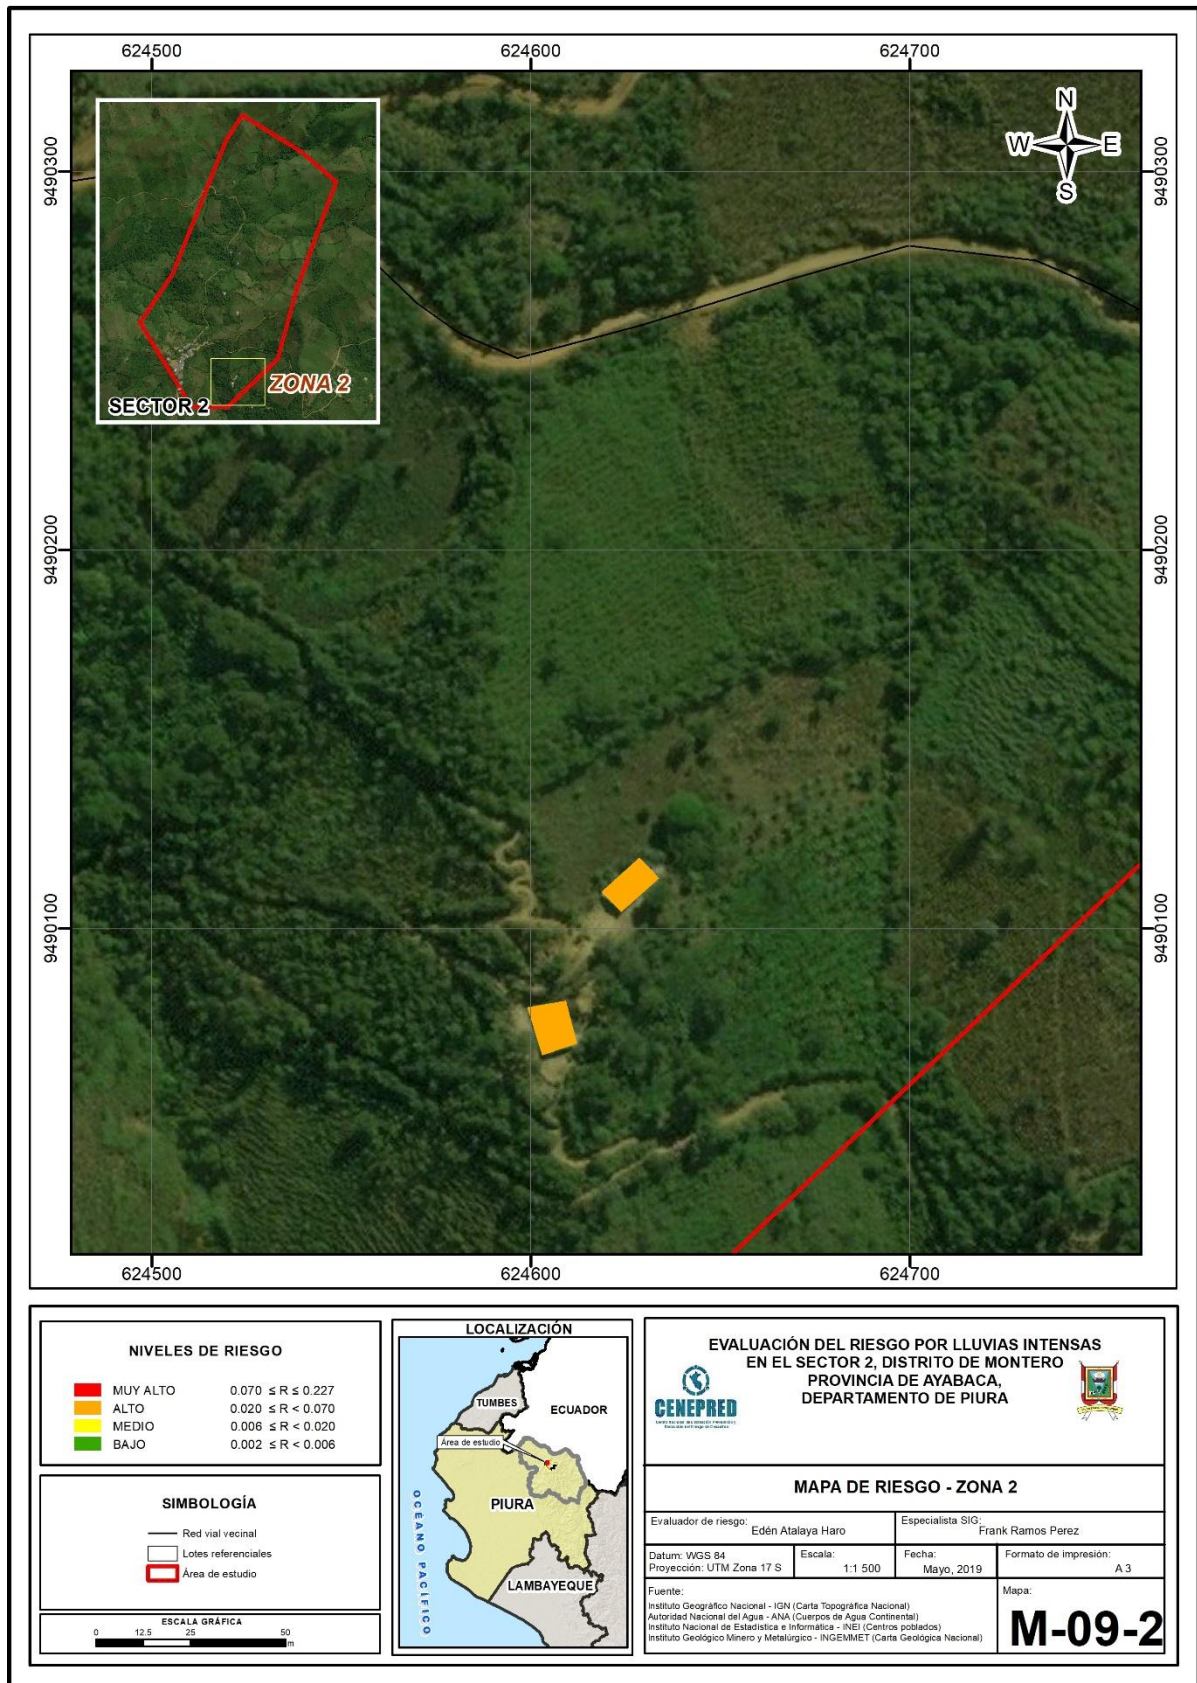 624500
624600
624700
N
W
E
S
9490300
9490300
ZONA 2
SECTOR 2
9490200
9490200
9490100
9490100
624500
624600
624700
NIVELES DE RIESGO
MUY ALTO 0.070 ≤ R ≤ 0.227
ALTO 0.020 ≤ R < 0.070
MEDIO 0.006 ≤ R < 0.020
BAJO 0.002 ≤ R < 0.006
SIMBOLOGÍA
Red vial vecinal
Lotes referenciales
Área de estudio
ESCALA GRÁFICA
0 12.5 25 50
m
LOCALIZACIÓN
TUMBES
ECUADOR
Área de estudio
PIURA
OCÉANO PACÍFICO
LAMBAYEQUE
EVALUACIÓN DEL RIESGO POR LLUVIAS INTENSAS
EN EL SECTOR 2, DISTRITO DE MONTERO
PROVINCIA DE AYABACA,
DEPARTAMENTO DE PIURA
CENEPRED
MAPA DE RIESGO - ZONA 2
Evaluador de riesgo:
Edén Atalaya Haro
Especialista SIG:
Frank Ramos Perez
Datum: WGS 84
Proyección: UTM Zona 17 S
Escala:
1:1 500
Fecha:
Mayo, 2019
Formato de impresión:
A 3
Fuente:
Instituto Geográfico Nacional - IGN (Carta Topográfica Nacional)
Autoridad Nacional del Agua - ANA (Cuerpos de Agua Continental)
Instituto Nacional de Estadística e Informática - INEI (Centros poblados)
Instituto Geológico Minero y Metalúrgico - INGEMMET (Carta Geológica Nacional)
Mapa:
M-09-2